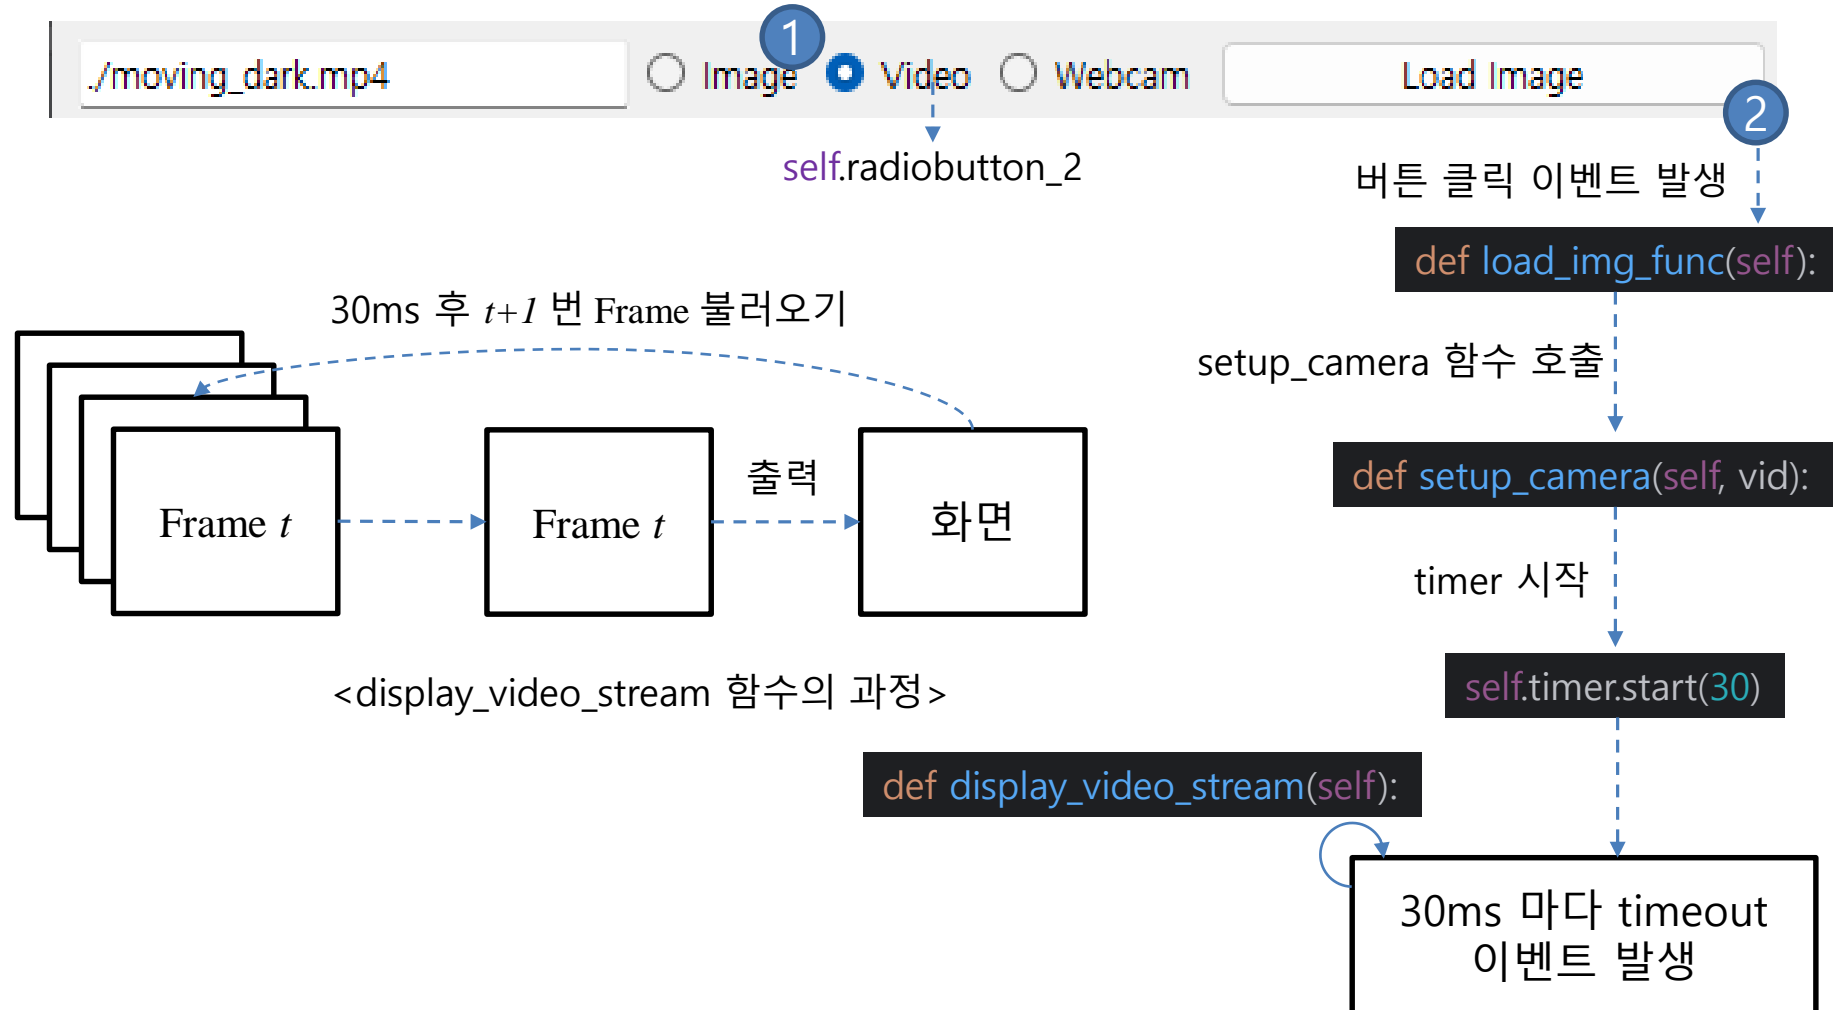 1
./moving_dark.mp4
Image
Video
Webcam
Load Image
2
self.radiobutton_2
버튼 클릭 이벤트 발생
def load_img_func(self):
30ms 후 t+1 번 Frame 불러오기
setup_camera 함수 호출
Frame t
Frame t
출력
화면
def setup_camera(self, vid):
timer 시작
<display_video_stream 함수의 과정>
self.timer.start(30)
def display_video_stream(self):
30ms 마다 timeout
이벤트 발생